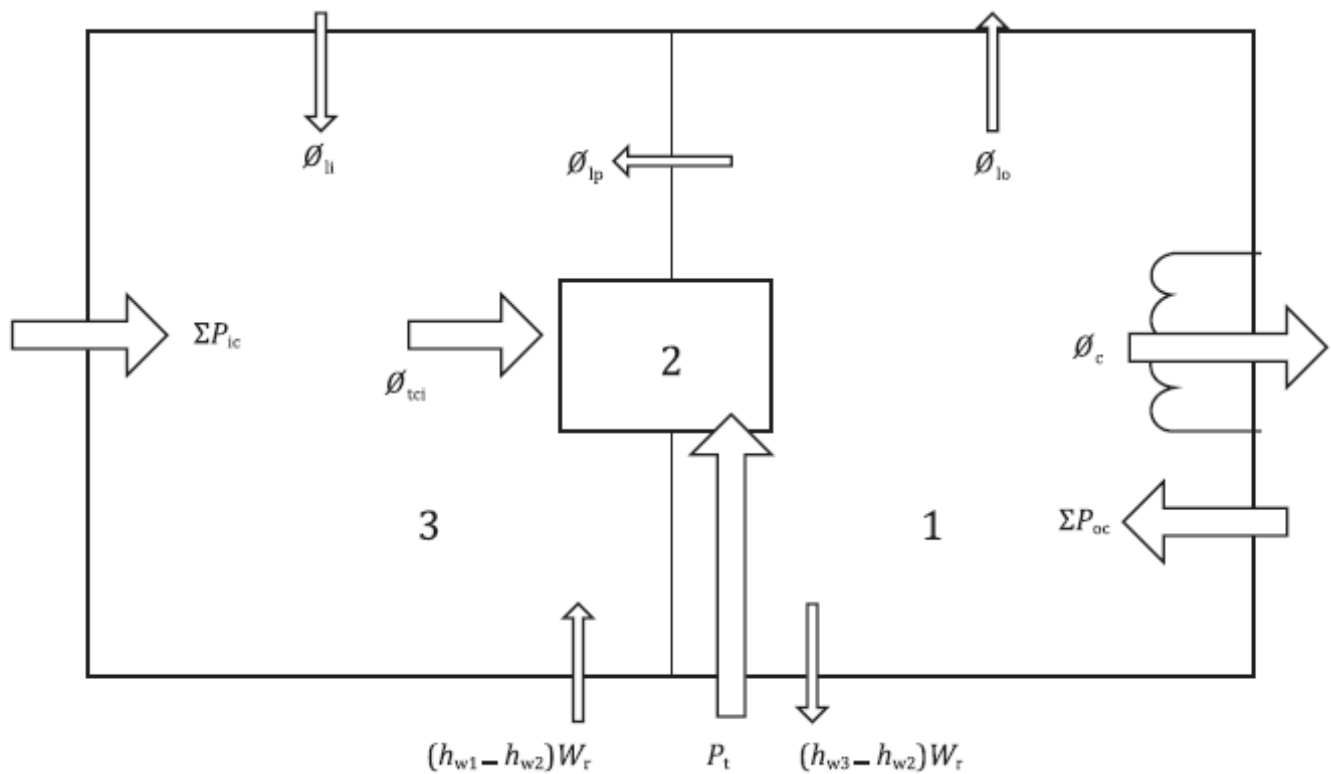 Ø_li
Ø_lp
Ø_lo
ΣP_ic
Ø_tci
2
Ø_c
3
1
ΣP_oc
(h_w1 – h_w2)W_r
P_t
(h_w3 – h_w2)W_r